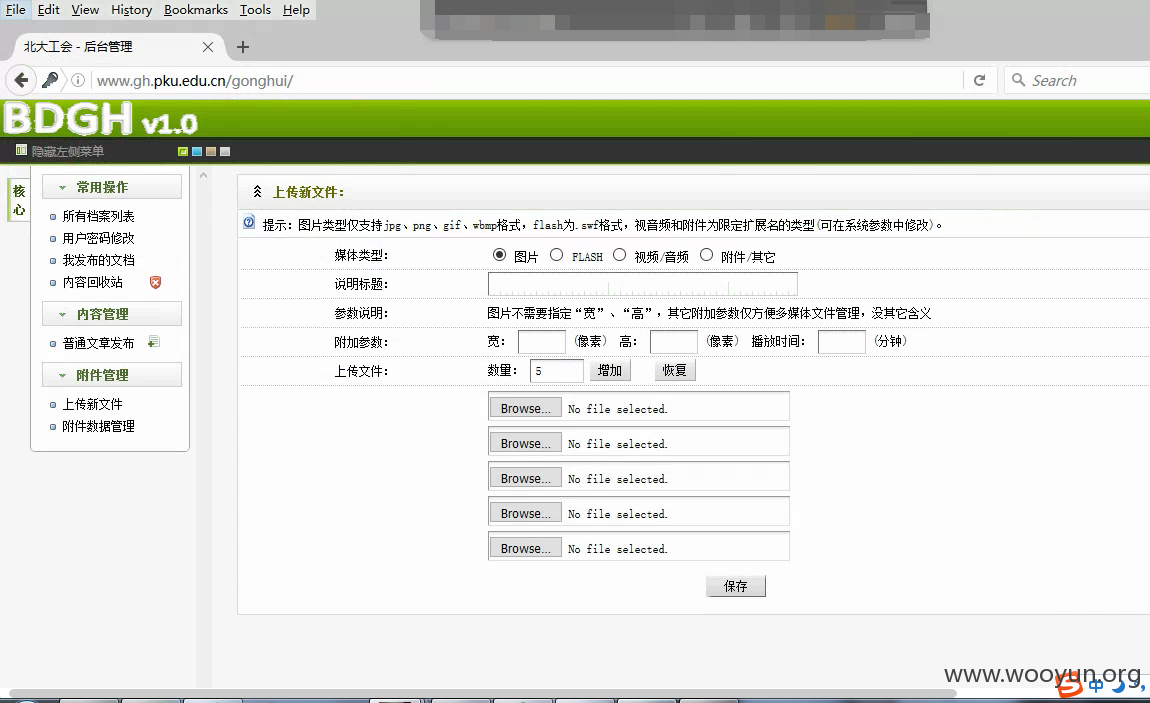 File Edit View History Bookmarks Tools Help
北大工会 - 后台管理
www.gh.pku.edu.cn/gonghui/
Search
BDGH v1.0
隐藏左侧菜单
核心
常用操作
所有档案列表
用户密码修改
我发布的文档
内容回收站
内容管理
普通文章发布
附件管理
上传新文件
附件数据管理
上传新文件:
提示: 图片类型仅支持jpg、png、gif、wbmp格式，flash为.swf格式，视音频和附件为限定扩展名的类型(可在系统参数中修改)。
媒体类型: 图片 FLASH 视频/音频 附件/其它
说明标题:
参数说明: 图片不需要指定“宽”、“高”，其它附加参数仅方便多媒体文件管理，没其它含义
附加参数: 宽: (像素) 高: (像素) 播放时间: (分钟)
上传文件: 数量: 5 增加 恢复
Browse... No file selected.
Browse... No file selected.
Browse... No file selected.
Browse... No file selected.
Browse... No file selected.
保存
www.wooyun.org
中